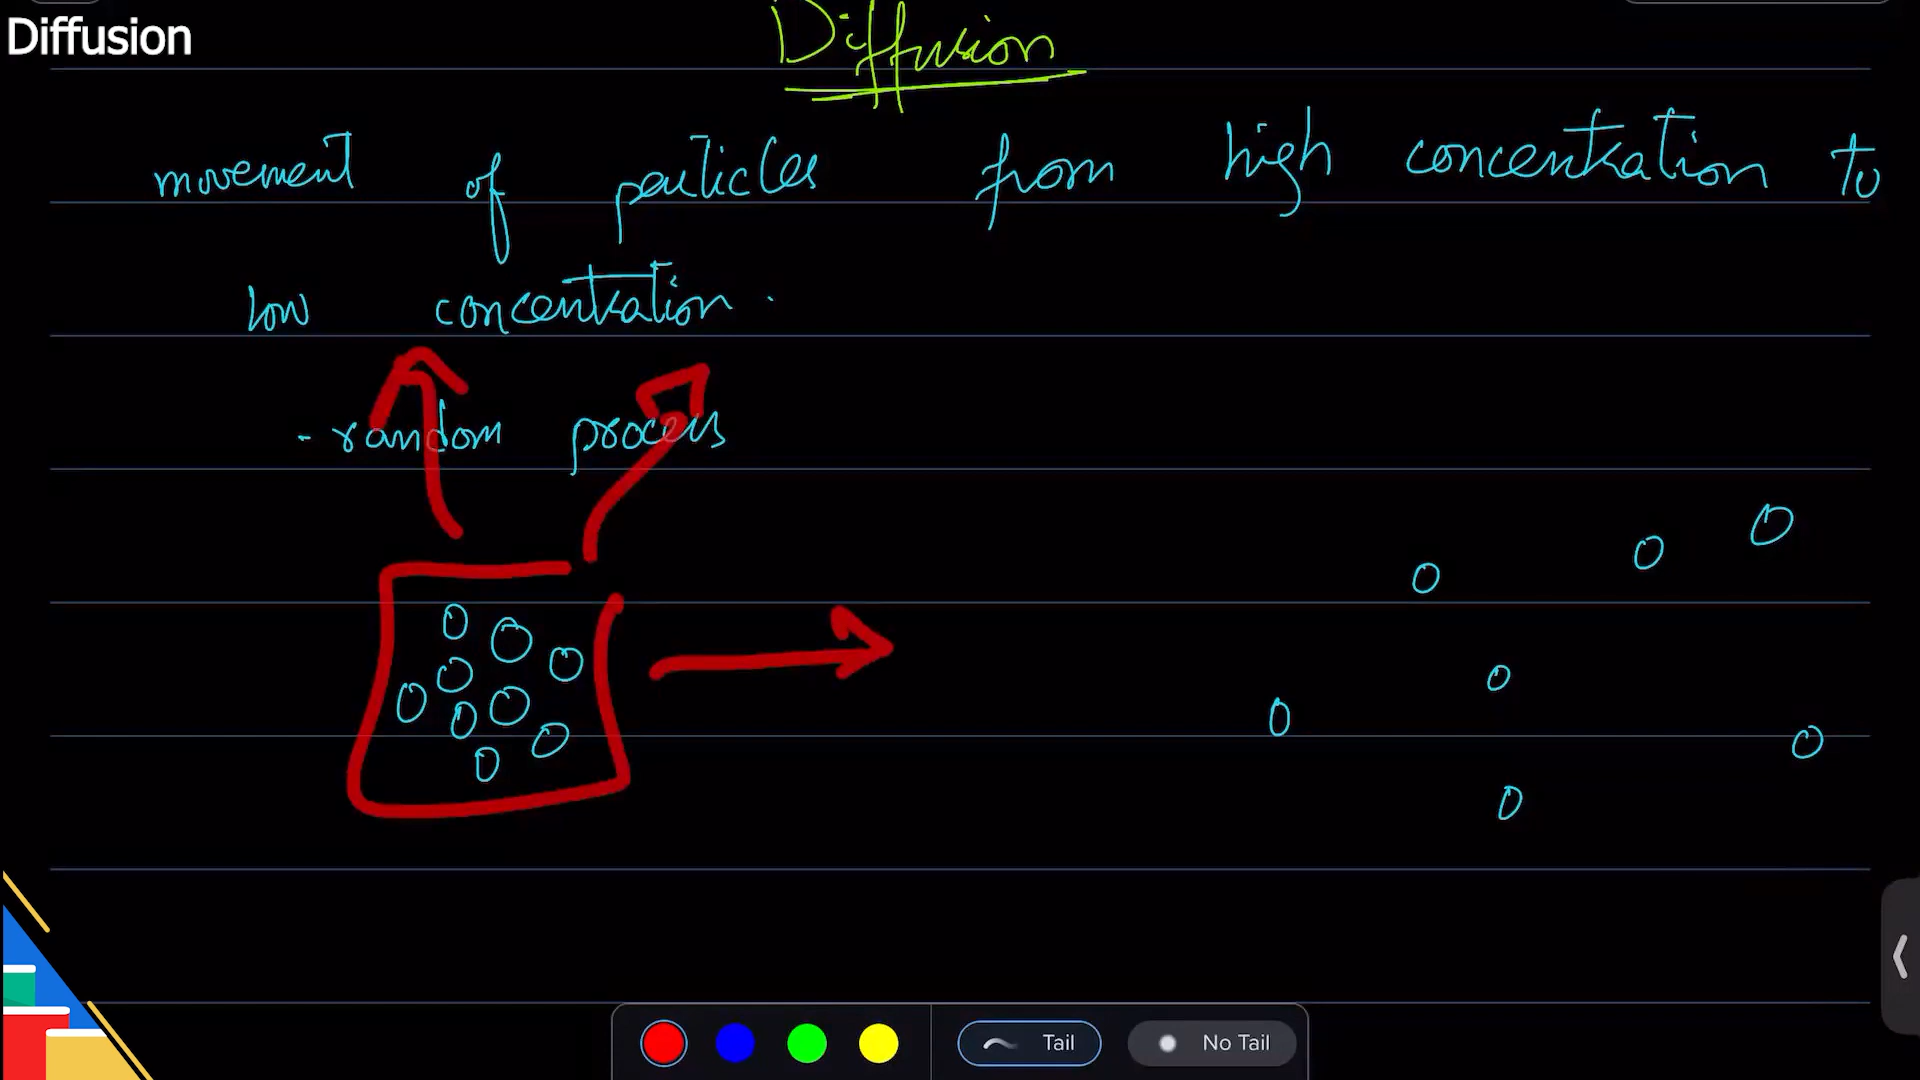 Diffusion
Diffusion
movement of particles from high concentration to
low concentration.
- random process
Tail No Tail